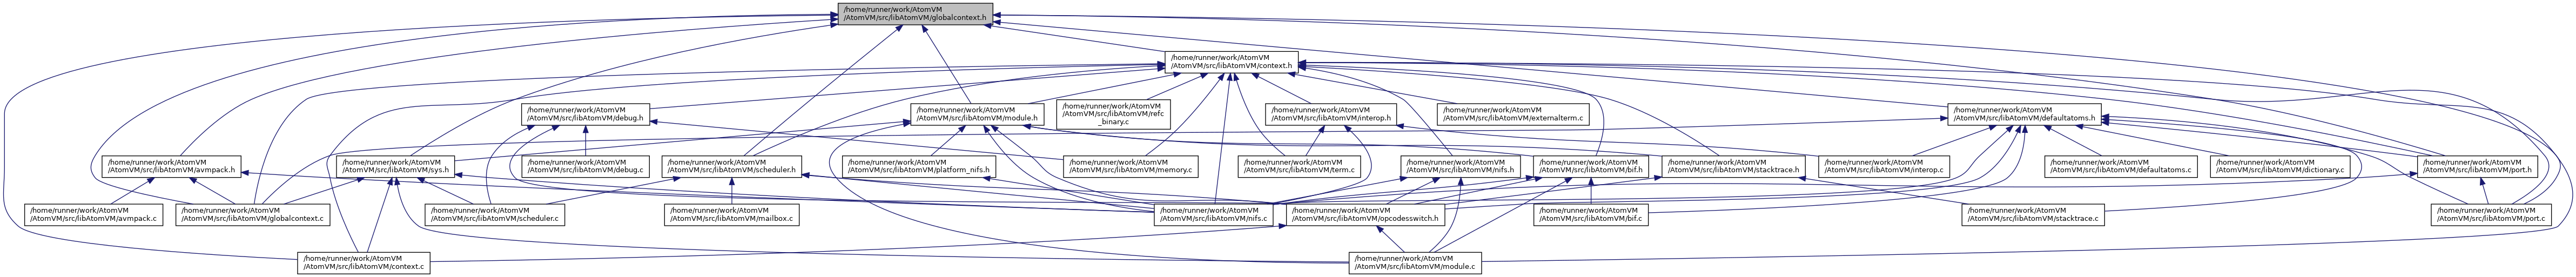 /home/runner/work/AtomVM
/AtomVM/src/libAtomVM/globalcontext.h
/home/runner/work/AtomVM
/AtomVM/src/libAtomVM/context.h
/home/runner/work/AtomVM
/AtomVM/src/libAtomVM/debug.h
/home/runner/work/AtomVM
/AtomVM/src/libAtomVM/module.h
/home/runner/work/AtomVM
/AtomVM/src/libAtomVM/refc
_binary.c
/home/runner/work/AtomVM
/AtomVM/src/libAtomVM/interop.h
/home/runner/work/AtomVM
/AtomVM/src/libAtomVM/externalterm.c
/home/runner/work/AtomVM
/AtomVM/src/libAtomVM/defaultatoms.h
/home/runner/work/AtomVM
/AtomVM/src/libAtomVM/avmpack.h
/home/runner/work/AtomVM
/AtomVM/src/libAtomVM/sys.h
/home/runner/work/AtomVM
/AtomVM/src/libAtomVM/debug.c
/home/runner/work/AtomVM
/AtomVM/src/libAtomVM/scheduler.h
/home/runner/work/AtomVM
/AtomVM/src/libAtomVM/platform_nifs.h
/home/runner/work/AtomVM
/AtomVM/src/libAtomVM/memory.c
/home/runner/work/AtomVM
/AtomVM/src/libAtomVM/term.c
/home/runner/work/AtomVM
/AtomVM/src/libAtomVM/nifs.h
/home/runner/work/AtomVM
/AtomVM/src/libAtomVM/bif.h
/home/runner/work/AtomVM
/AtomVM/src/libAtomVM/stacktrace.h
/home/runner/work/AtomVM
/AtomVM/src/libAtomVM/interop.c
/home/runner/work/AtomVM
/AtomVM/src/libAtomVM/defaultatoms.c
/home/runner/work/AtomVM
/AtomVM/src/libAtomVM/dictionary.c
/home/runner/work/AtomVM
/AtomVM/src/libAtomVM/port.h
/home/runner/work/AtomVM
/AtomVM/src/libAtomVM/avmpack.c
/home/runner/work/AtomVM
/AtomVM/src/libAtomVM/globalcontext.c
/home/runner/work/AtomVM
/AtomVM/src/libAtomVM/scheduler.c
/home/runner/work/AtomVM
/AtomVM/src/libAtomVM/mailbox.c
/home/runner/work/AtomVM
/AtomVM/src/libAtomVM/nifs.c
/home/runner/work/AtomVM
/AtomVM/src/libAtomVM/opcodesswitch.h
/home/runner/work/AtomVM
/AtomVM/src/libAtomVM/bif.c
/home/runner/work/AtomVM
/AtomVM/src/libAtomVM/stacktrace.c
/home/runner/work/AtomVM
/AtomVM/src/libAtomVM/port.c
/home/runner/work/AtomVM
/AtomVM/src/libAtomVM/context.c
/home/runner/work/AtomVM
/AtomVM/src/libAtomVM/module.c